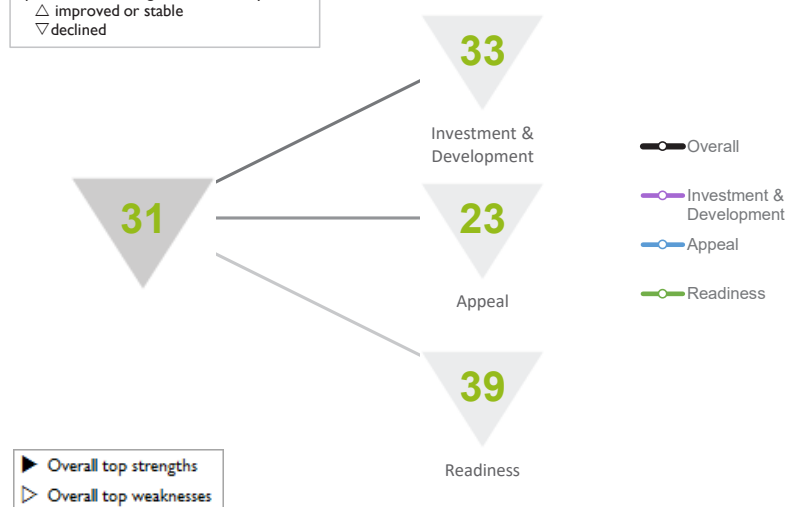 △ improved or stable
▽ declined
33
Investment &
Development
31
23
Appeal
39
Readiness
Overall
Investment &
Development
Appeal
Readiness
▶ Overall top strengths
▷ Overall top weaknesses